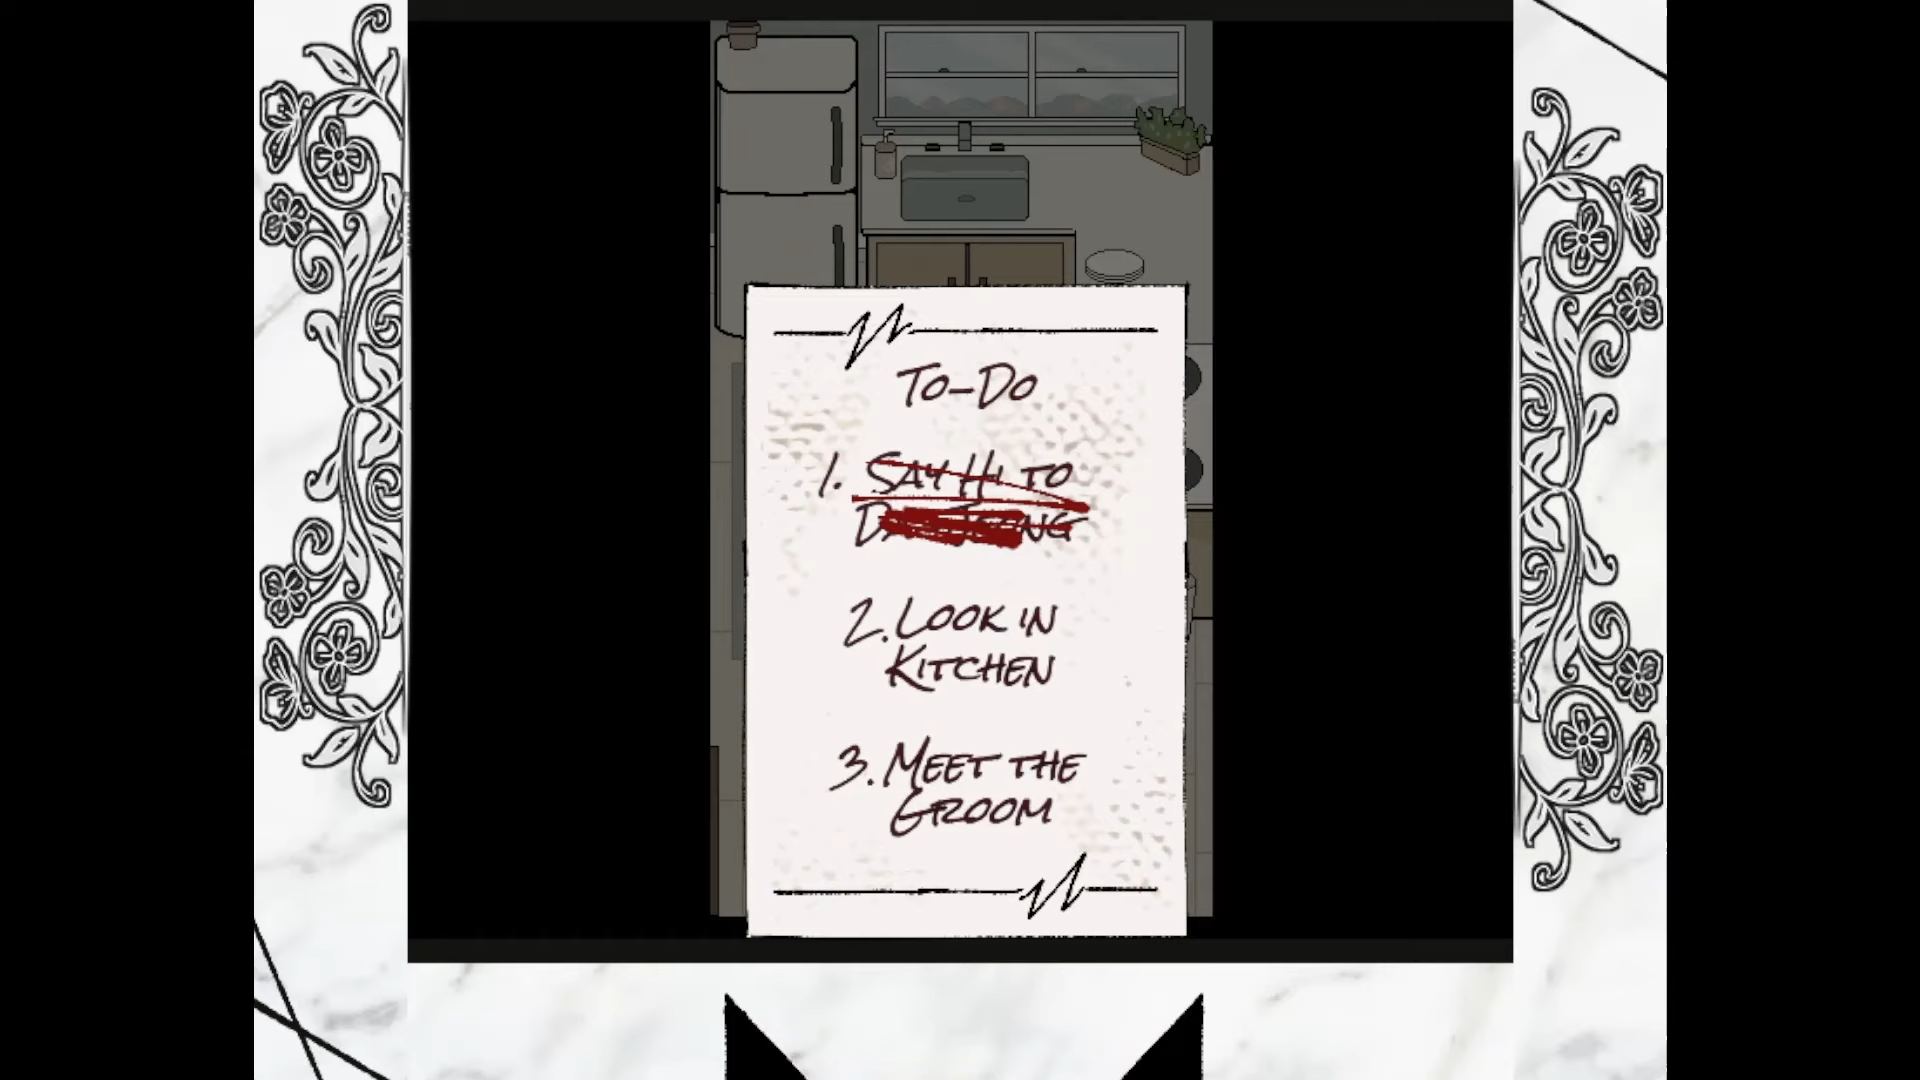 To-Do
1. Say Hi to
2. Look in
Kitchen
3. Meet the
Groom